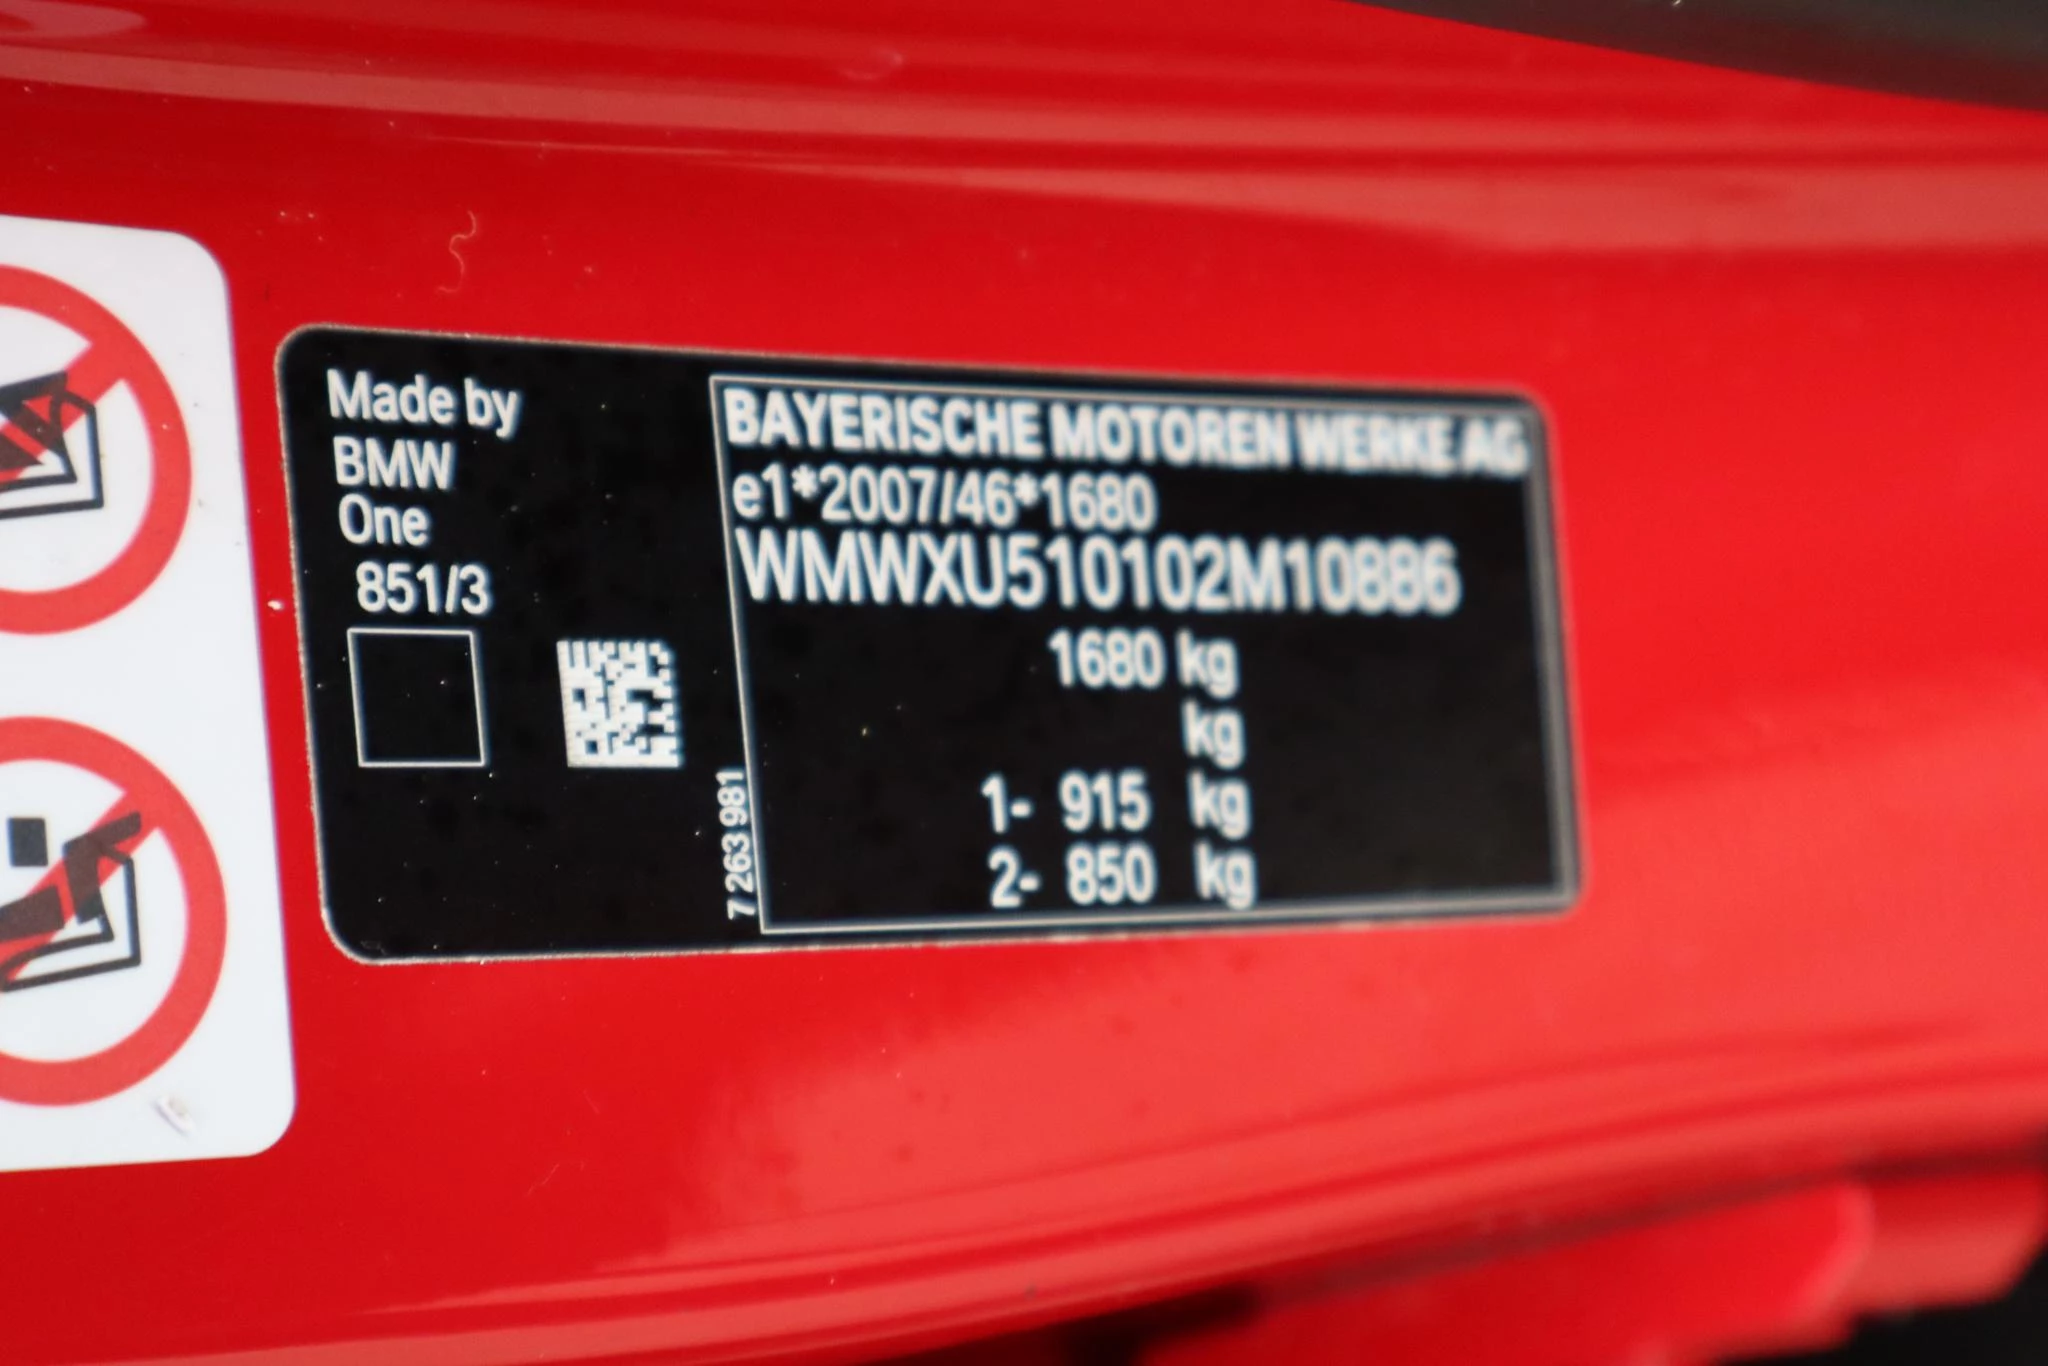 Made by
BMW
One
851/3
7 263 981
BAYERISCHE MOTOREN WERKE AG
e1*2007/46*1680
WMWXU510102M10886
1680 kg
kg
1- 915 kg
2- 850 kg